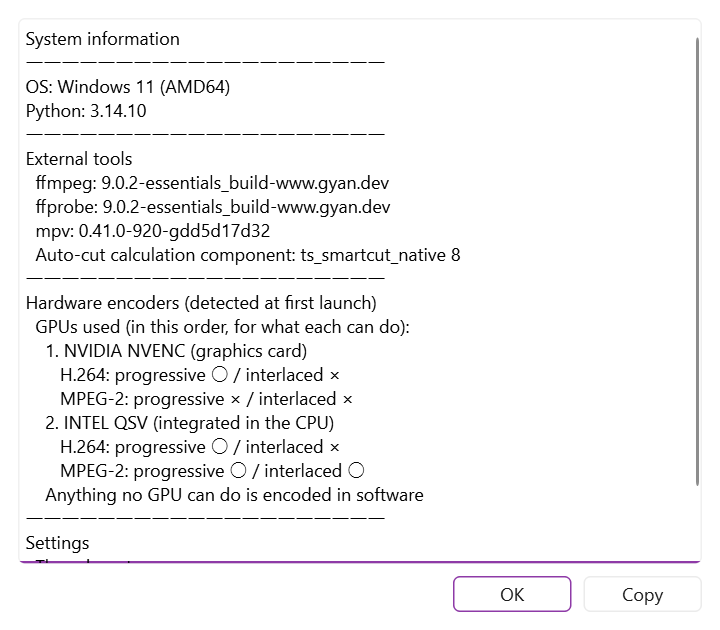 System information
————————————————————
OS: Windows 11 (AMD64)
Python: 3.14.10
————————————————————
External tools
ffmpeg: 9.0.2-essentials_build-www.gyan.dev
ffprobe: 9.0.2-essentials_build-www.gyan.dev
mpv: 0.41.0-920-gdd5d17d32
Auto-cut calculation component: ts_smartcut_native 8
————————————————————
Hardware encoders (detected at first launch)
GPUs used (in this order, for what each can do):
1. NVIDIA NVENC (graphics card)
H.264: progressive ○ / interlaced ×
MPEG-2: progressive × / interlaced ×
2. INTEL QSV (integrated in the CPU)
H.264: progressive ○ / interlaced ×
MPEG-2: progressive ○ / interlaced ○
Anything no GPU can do is encoded in software
————————————————————
Settings
OK
Copy